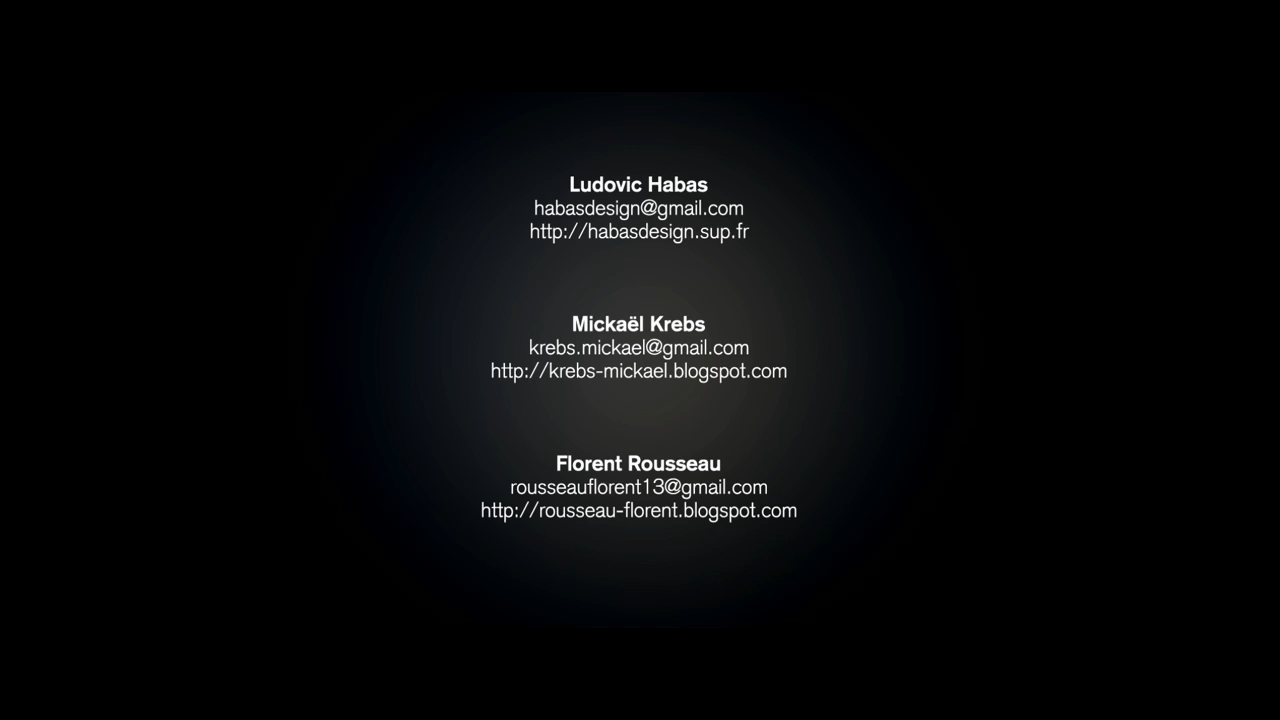 Ludovic Habas
habasdesign@gmail.com
http://habasdesign.sup.fr
Mickaël Krebs
krebs.mickael@gmail.com
http://krebs-mickael.blogspot.com
Florent Rousseau
rousseauflorent13@gmail.com
http://rousseau-florent.blogspot.com